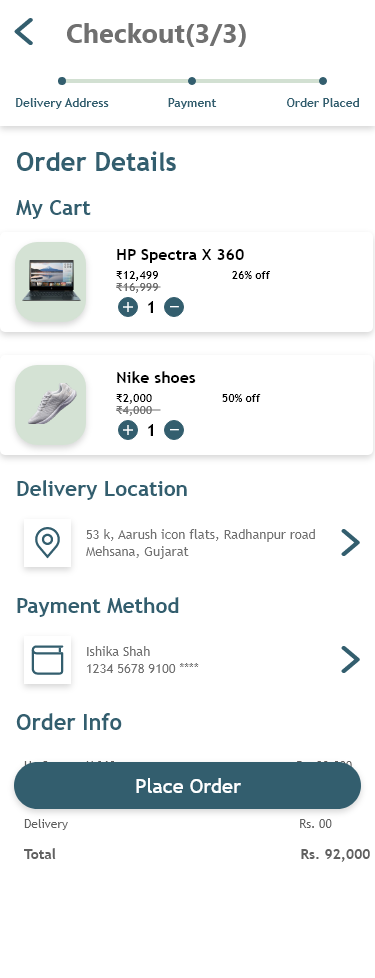 Checkout(3/3)
Delivery Address Payment Order Placed
Order Details
My Cart
HP Spectra X 360
₹12,499 26% off
₹16,999
1
Nike shoes
₹2,000 50% off
₹4,000
1
Delivery Location
53 k, Aarush icon flats, Radhanpur road
Mehsana, Gujarat
Payment Method
Ishika Shah
1234 5678 9100 ****
Order Info
Place Order
Delivery Rs. 00
Total Rs. 92,000